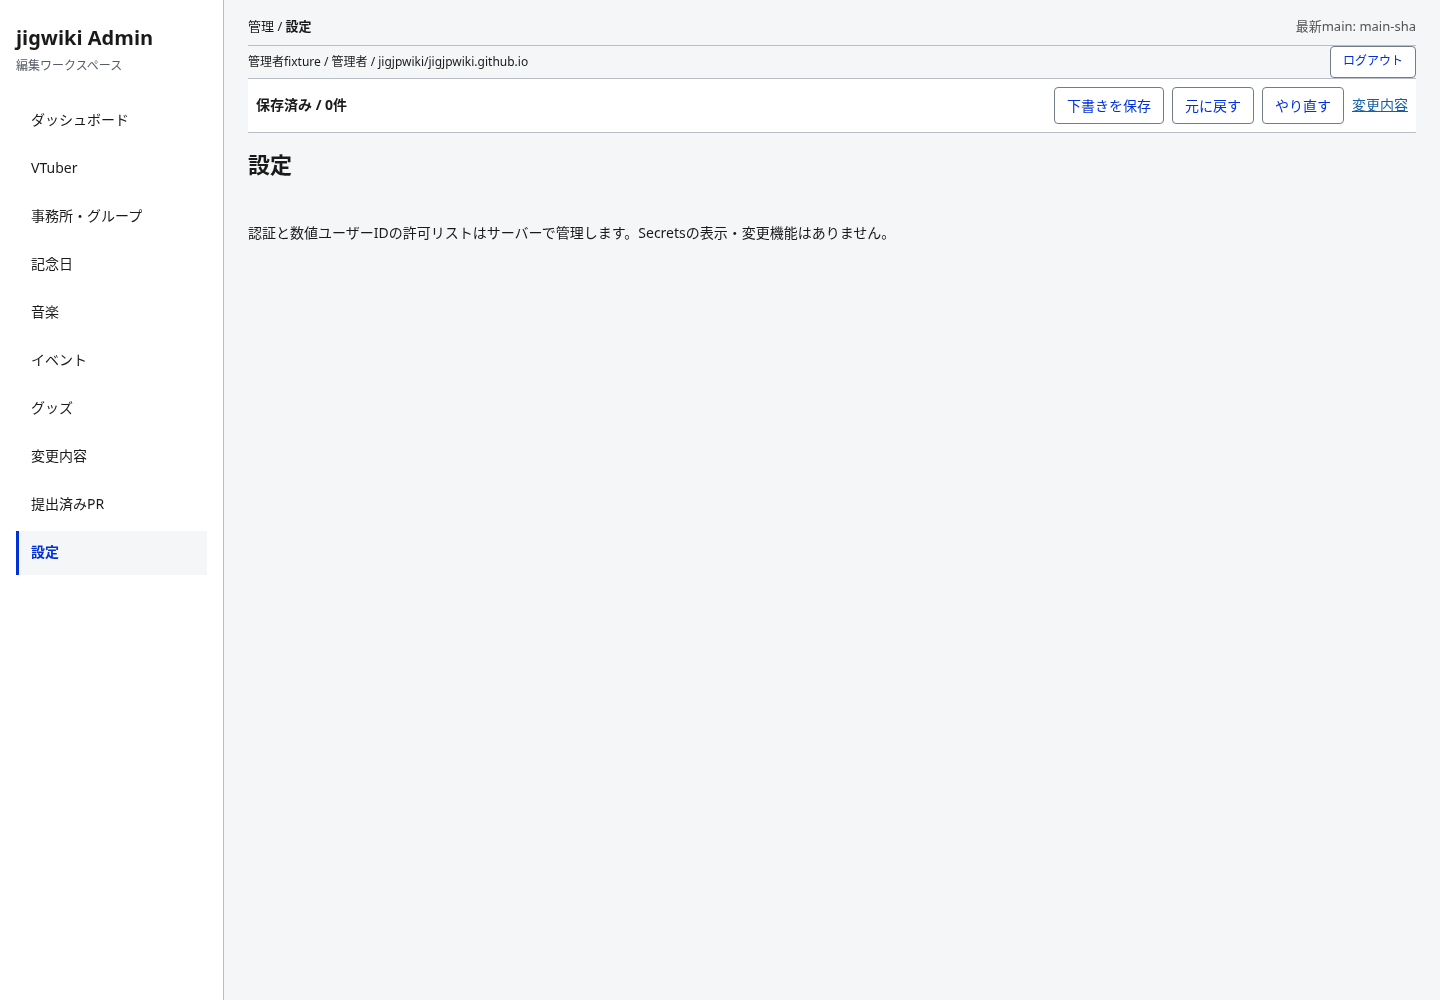 jigwiki Admin
編集ワークスペース
ダッシュボード
VTuber
事務所・グループ
記念日
音楽
イベント
グッズ
変更内容
提出済みPR
設定
管理 / 設定
最新main: main-sha
管理者fixture / 管理者 / jigjpwiki/jigjpwiki.github.io
ログアウト
保存済み / 0件
下書きを保存
元に戻す
やり直す
変更内容
設定
認証と数値ユーザーIDの許可リストはサーバーで管理します。Secretsの表示・変更機能はありません。